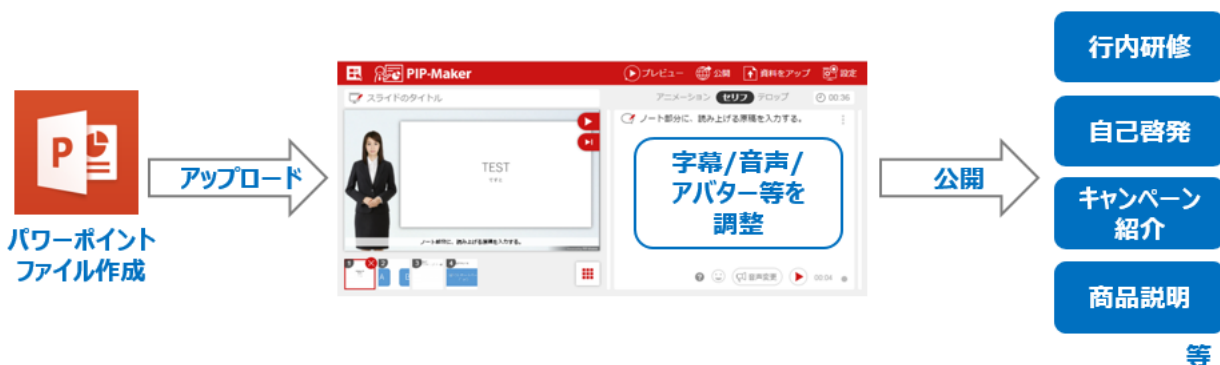 行内研修
PIP-Maker
プレビュー 公開 資料をアップ 設定
スライドのタイトル
アニメーション セリフ テロップ 00:36
ノート部分に、読み上げる原稿を入力する。
自己啓発
P
TEST
ですと
字幕/音声/
アバター等を
調整
アップロード
公開
キャンペーン
紹介
パワーポイント
ファイル作成
ノート部分に、読み上げる原稿を入力する。
1 2 3 4
A
音声変更 00:04
商品説明
等